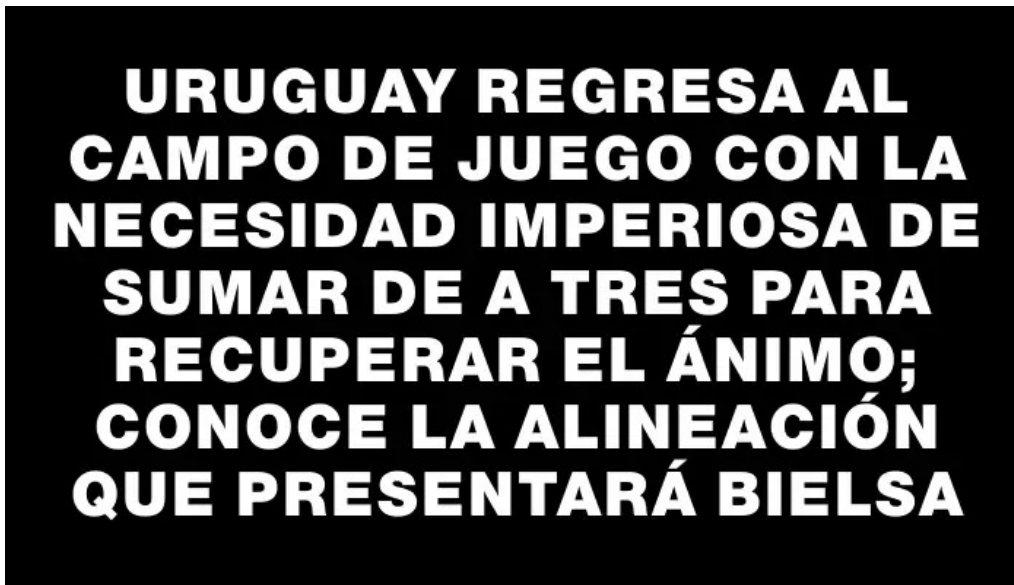 URUGUAY REGRESA AL
CAMPO DE JUEGO CON LA
NECESIDAD IMPERIOSA DE
SUMAR DE A TRES PARA
RECUPERAR EL ÁNIMO;
CONOCE LA ALINEACIÓN
QUE PRESENTARÁ BIELSA